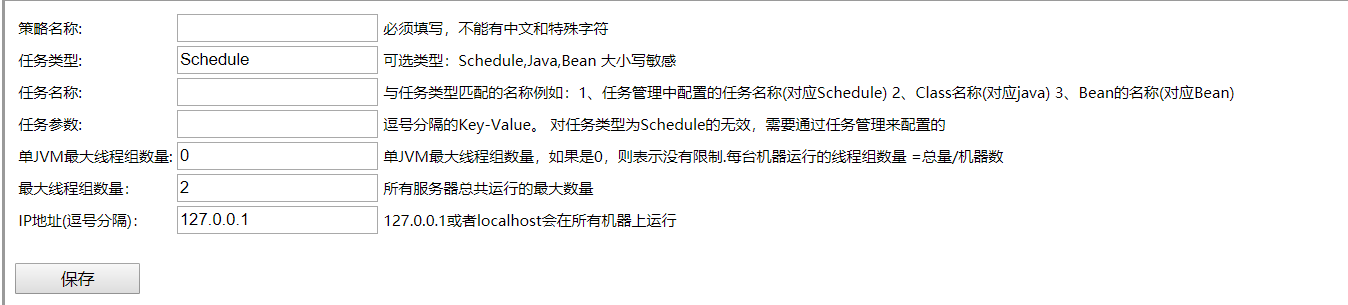 策略名称: 必须填写，不能有中文和特殊字符
任务类型: Schedule 可选类型：Schedule,Java,Bean 大小写敏感
任务名称: 与任务类型匹配的名称例如：1、任务管理中配置的任务名称(对应Schedule) 2、Class名称(对应java) 3、Bean的名称(对应Bean)
任务参数: 逗号分隔的Key-Value。 对任务类型为Schedule的无效，需要通过任务管理来配置的
单JVM最大线程组数量: 0 单JVM最大线程组数量，如果是0，则表示没有限制.每台机器运行的线程组数量 =总量/机器数
最大线程组数量： 2 所有服务器总共运行的最大数量
IP地址(逗号分隔)： 127.0.0.1 127.0.0.1或者localhost会在所有机器上运行
保存